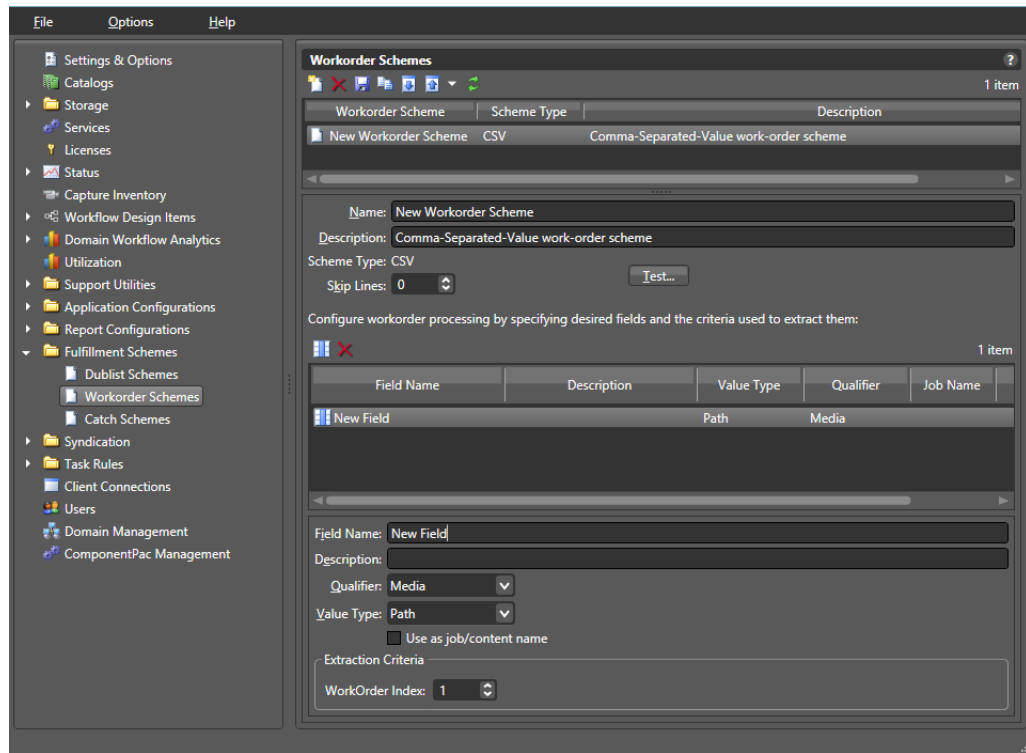 File Options Help
Settings & Options
Catalogs
Storage
Services
Licenses
Status
Capture Inventory
Workflow Design Items
Domain Workflow Analytics
Utilization
Support Utilities
Application Configurations
Report Configurations
Fulfillment Schemes
Dublist Schemes
Workorder Schemes
Catch Schemes
Syndication
Task Rules
Client Connections
Users
Domain Management
ComponentPac Management
Workorder Schemes ?
1 item
Workorder Scheme Scheme Type Description
New Workorder Scheme CSV Comma-Separated-Value work-order scheme
Name: New Workorder Scheme
Description: Comma-Separated-Value work-order scheme
Scheme Type: CSV
Skip Lines: 0 Test...
Configure workorder processing by specifying desired fields and the criteria used to extract them:
1 item
Field Name Description Value Type Qualifier Job Name
New Field Path Media
Field Name: New Field
Description:
Qualifier: Media
Value Type: Path
Use as job/content name
Extraction Criteria
WorkOrder Index: 1